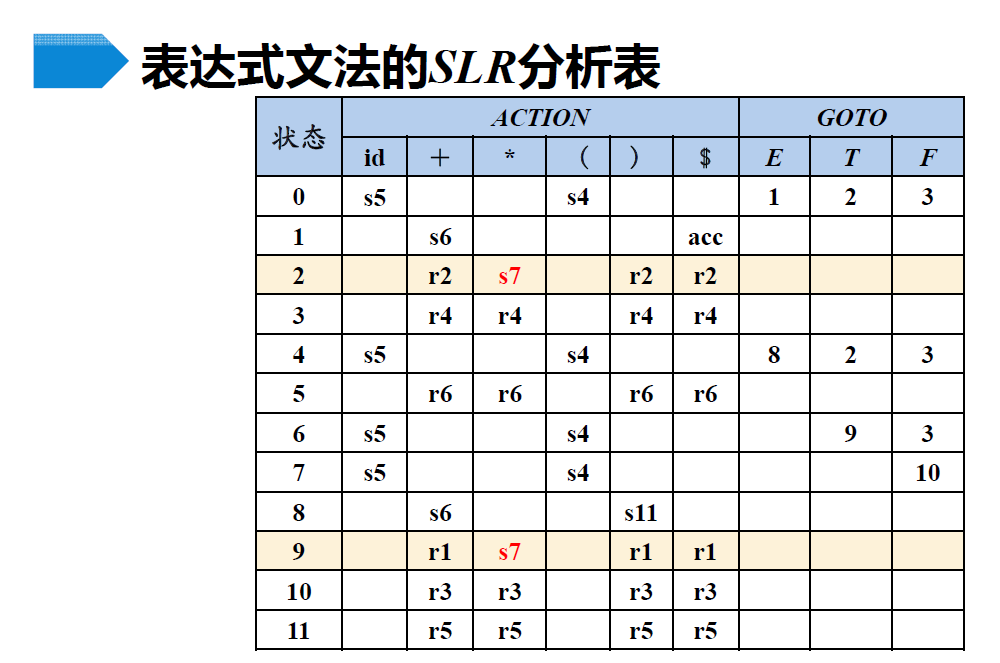 表达式文法的SLR分析表
状态 ACTION GOTO
id + * ( ) $ E T F
0 s5 s4 1 2 3
1 s6 acc
2 r2 s7 r2 r2
3 r4 r4 r4 r4
4 s5 s4 8 2 3
5 r6 r6 r6 r6
6 s5 s4 9 3
7 s5 s4 10
8 s6 s11
9 r1 s7 r1 r1
10 r3 r3 r3 r3
11 r5 r5 r5 r5